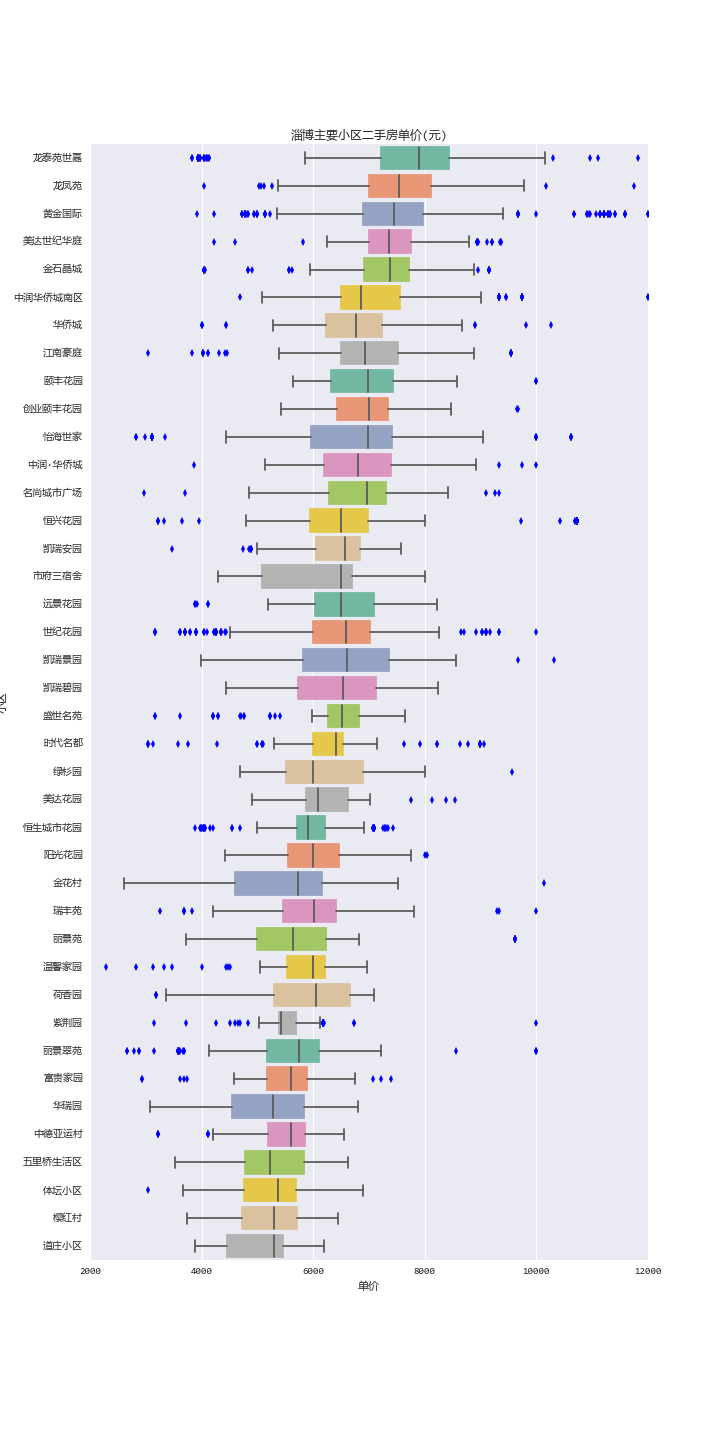 淄博主要小区二手房单价(元)
龙泰苑世嘉
龙凤苑
黄金国际
美达世纪华庭
金石晶城
中润华侨城南区
华侨城
江南豪庭
颐丰花园
创业颐丰花园
怡海世家
中润·华侨城
名尚城市广场
恒兴花园
凯瑞安园
市府三宿舍
远景花园
世纪花园
凯瑞景园
凯瑞碧园
盛世名苑
时代名都
绿杉园
美达花园
恒生城市花园
阳光花园
金花村
瑞丰苑
丽景苑
温馨家园
荷香园
紫荆园
丽景翠苑
富贵家园
华瑞园
中德亚运村
五里桥生活区
体坛小区
樱红村
道庄小区
小区
2000 4000 6000 8000 10000 12000
单价